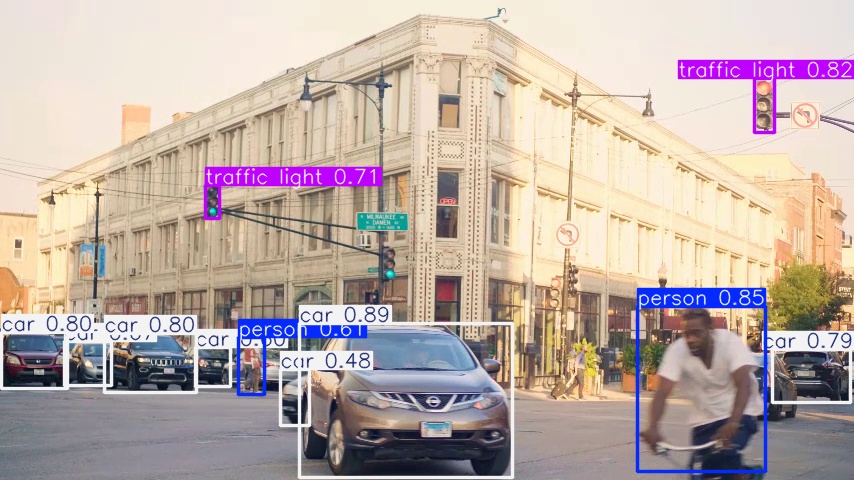 traffic light 0.82
traffic light 0.71
OPEN
MILWAUKEE
DAMEN
person 0.85
car 0.89
car 0.80
car 0.80
person 0.61
car 0.79
car 0.48